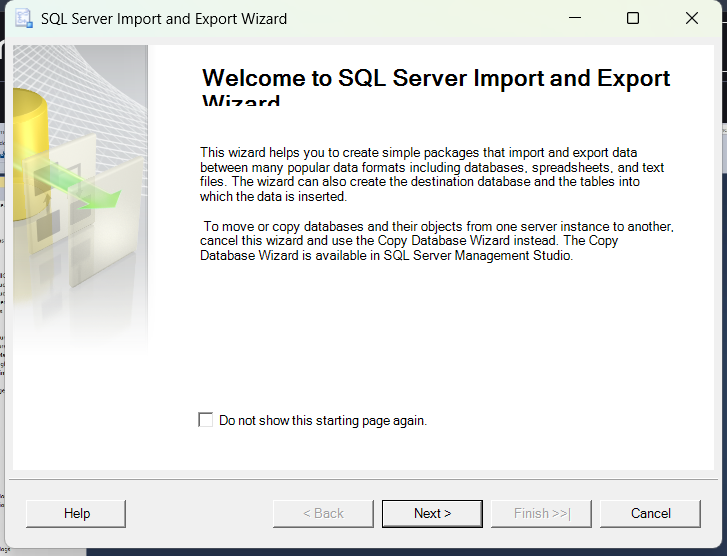 SQL Server Import and Export Wizard
Welcome to SQL Server Import and Export
Wizard
This wizard helps you to create simple packages that import and export data
between many popular data formats including databases, spreadsheets, and text
files. The wizard can also create the destination database and the tables into
which the data is inserted.
To move or copy databases and their objects from one server instance to another,
cancel this wizard and use the Copy Database Wizard instead. The Copy
Database Wizard is available in SQL Server Management Studio.
Do not show this starting page again.
Help
< Back
Next >
Finish >>|
Cancel